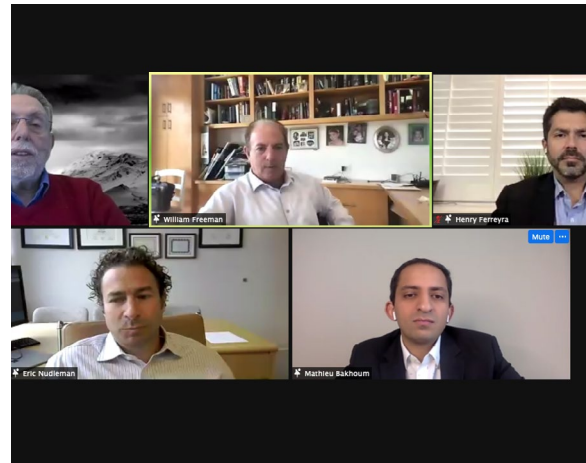 William Freeman
Henry Ferreyra
Mute
Eric Nudleman
Mathieu Bakhoum